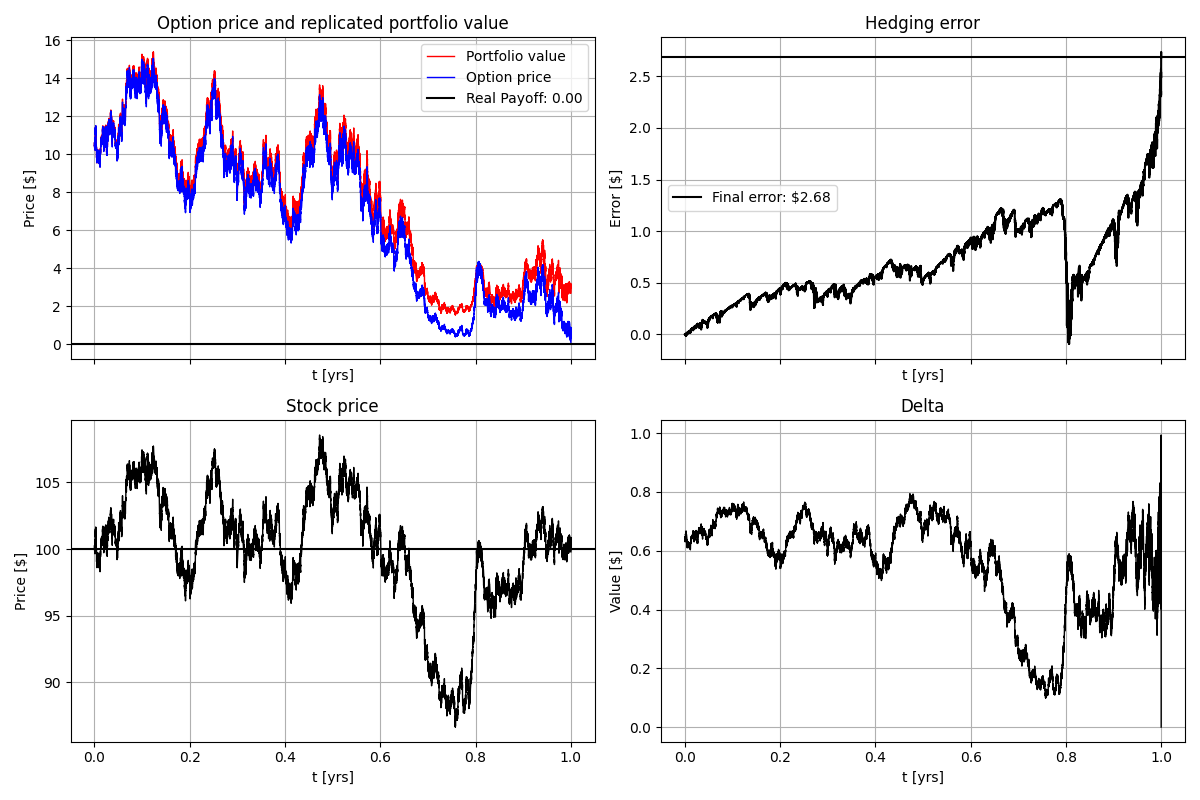 Option price and replicated portfolio value
Price [$]
16
14
12
10
8
6
4
2
0
Portfolio value
Option price
Real Payoff: 0.00
t [yrs]
Hedging error
Error [$]
2.5
2.0
1.5
1.0
0.5
0.0
Final error: $2.68
t [yrs]
Stock price
Price [$]
105
100
95
90
0.0 0.2 0.4 0.6 0.8 1.0
t [yrs]
Delta
Value [$]
1.0
0.8
0.6
0.4
0.2
0.0
0.0 0.2 0.4 0.6 0.8 1.0
t [yrs]